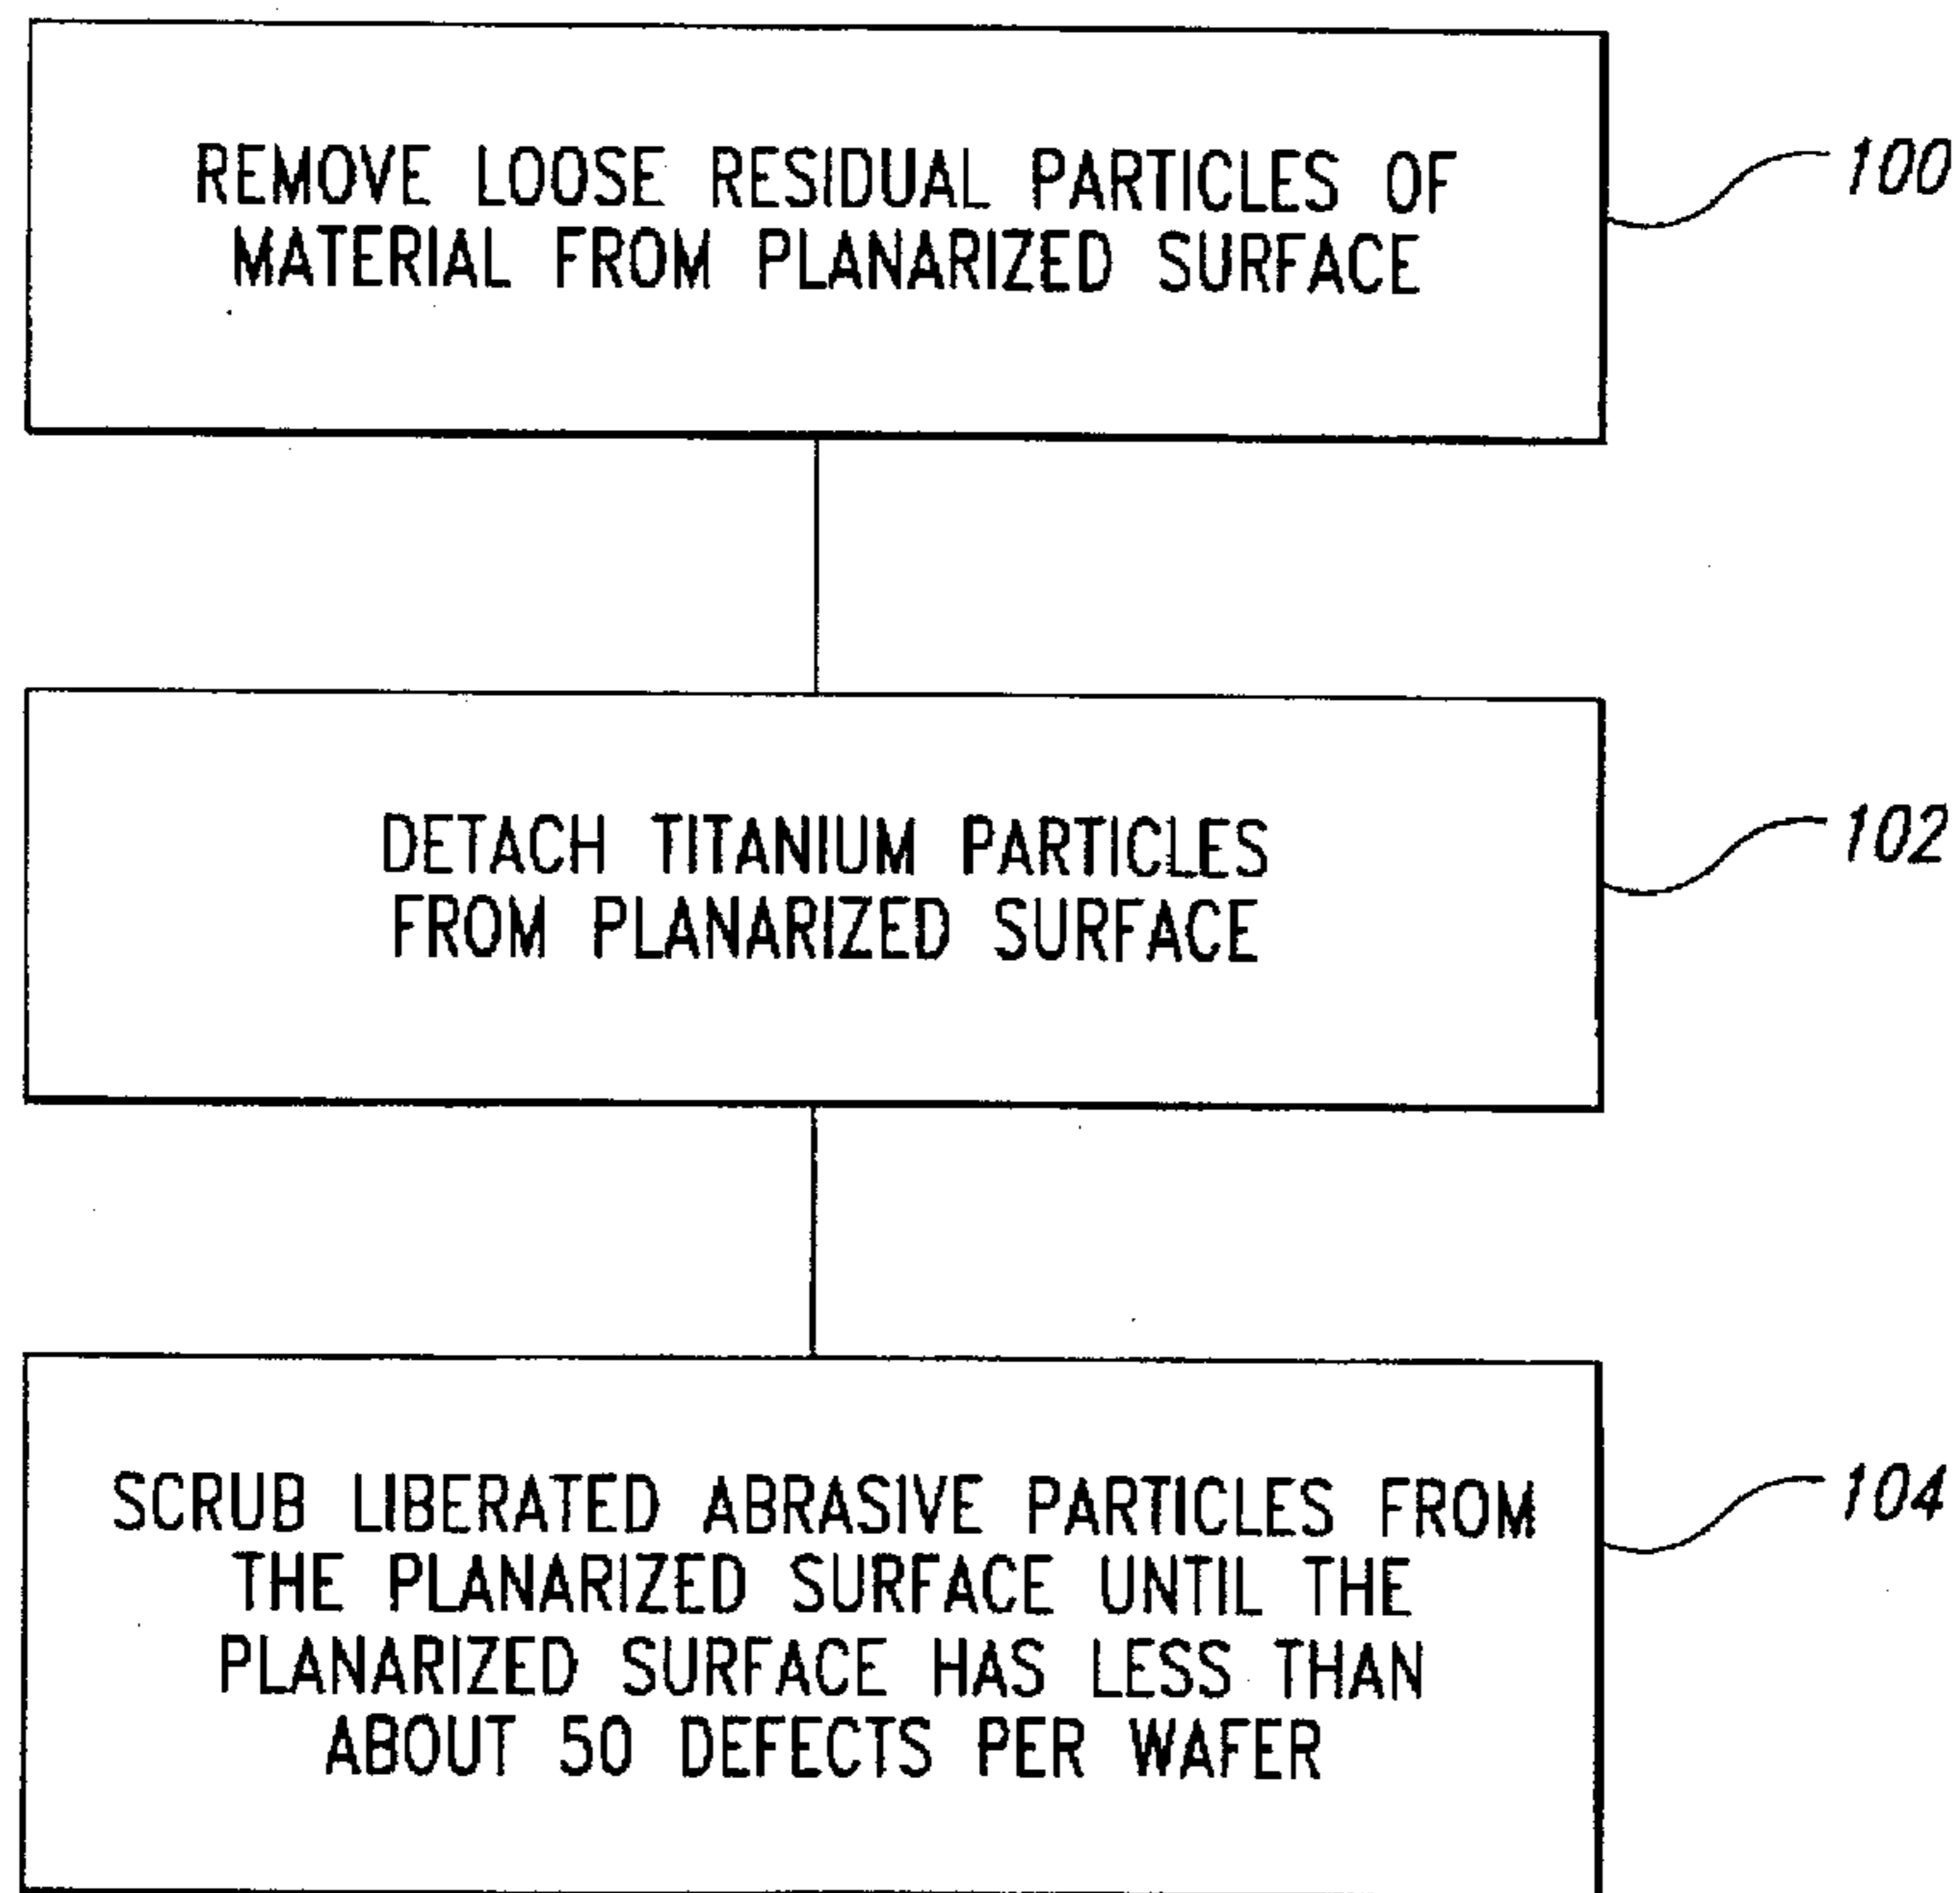 REMOVE LOOSE RESIDUAL PARTICLES OF
MATERIAL FROM PLANARIZED SURFACE
100
DETACH TITANIUM PARTICLES
FROM PLANARIZED SURFACE
102
SCRUB LIBERATED ABRASIVE PARTICLES FROM
THE PLANARIZED SURFACE UNTIL THE
PLANARIZED SURFACE HAS LESS THAN
ABOUT 50 DEFECTS PER WAFER
104